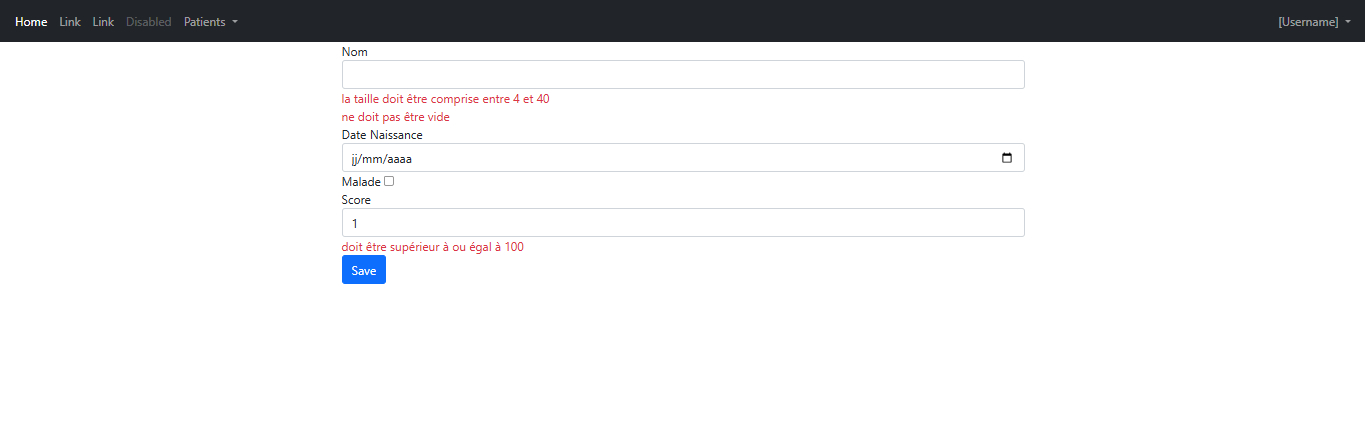 Home Link Link Disabled Patients [Username]
Nom
la taille doit être comprise entre 4 et 40
ne doit pas être vide
Date Naissance
jj/mm/aaaa
Malade
Score
1
doit être supérieur à ou égal à 100
Save